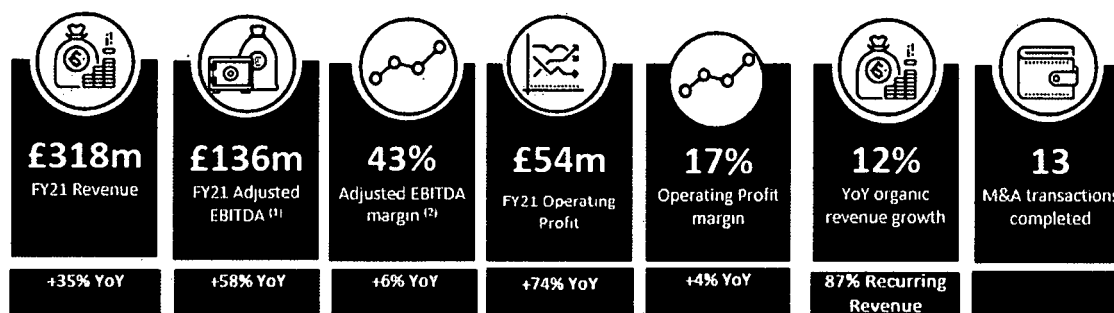 £318m
FY21 Revenue
+35% YoY
£136m
FY21 Adjusted
EBITDA (1)
+58% YoY
43%
Adjusted EBITDA
margin (2)
+6% YoY
£54m
FY21 Operating
Profit
+74% YoY
17%
Operating Profit
margin
+4% YoY
12%
YoY organic
revenue growth
87% Recurring
Revenue
13
M&A transactions
completed